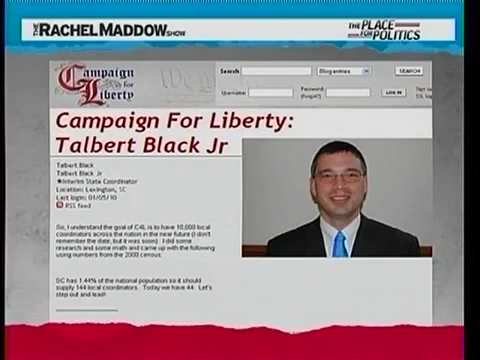 THE RACHEL MADDOW SHOW
THE PLACE
FOR POLITICS
Campaign
for
Liberty
Search
Blog entries
SEARCH
Username:
Password:
(forgot?)
LOG IN
Campaign For Liberty:
Talbert Black Jr
Talbert Black
Talbert Black Jr
★Interim State Coordinator
Location: Lexington, SC
Last login: 01/05/10
RSS feed
So, I understand the goal of C4L is to have 10,000 local
coordinators across the nation in the near future (I don't
remember the date, but it was soon). I did some
research and some math and came up with the following
using numbers from the 2000 census.
SC has 1.44% of the national population so it should
supply 144 local coordinators. Today we have 44. Let's
step out and lead!